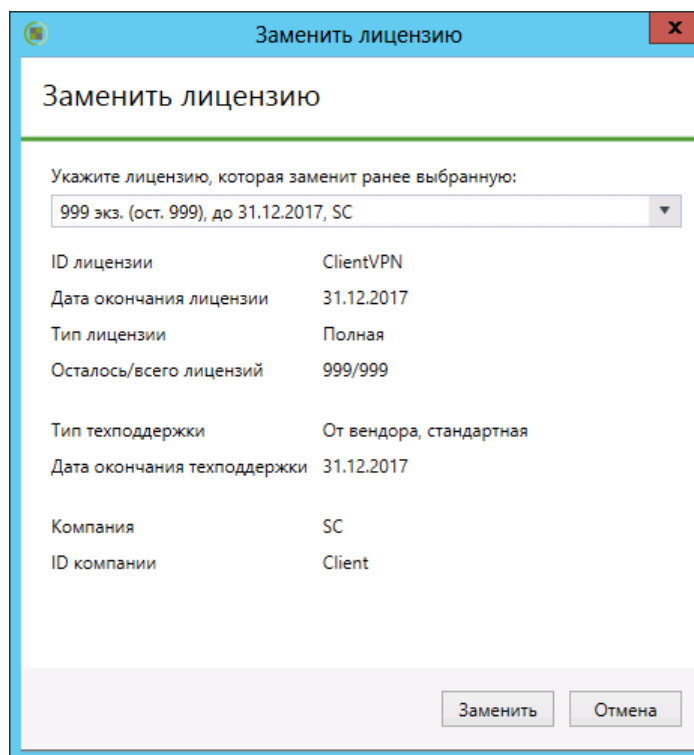 Заменить лицензию
x
Заменить лицензию
Укажите лицензию, которая заменит ранее выбранную:
999 экз. (ост. 999), до 31.12.2017, SC
ID лицензии ClientVPN
Дата окончания лицензии 31.12.2017
Тип лицензии Полная
Осталось/всего лицензий 999/999
Тип техподдержки От вендора, стандартная
Дата окончания техподдержки 31.12.2017
Компания SC
ID компании Client
Заменить Отмена